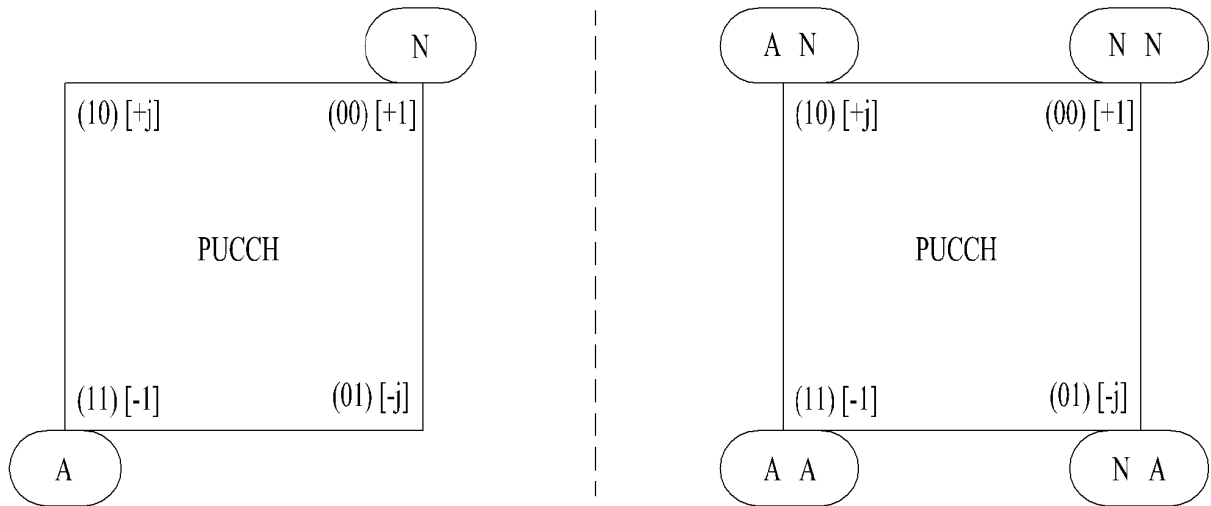 N
(10) [+j] (00) [+1]
PUCCH
(11) [-1] (01) [-j]
A
A N N N
(10) [+j] (00) [+1]
PUCCH
(11) [-1] (01) [-j]
A A N A